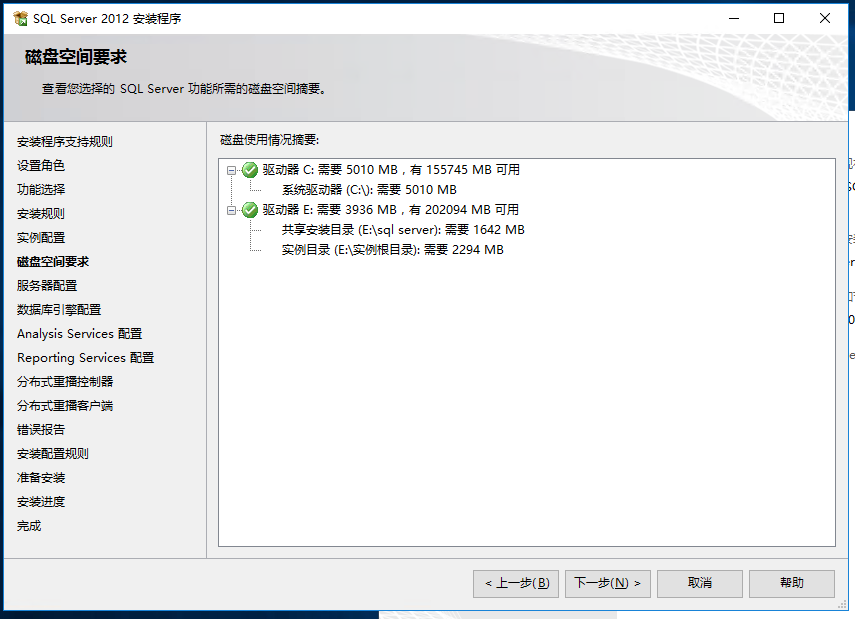 SQL Server 2012 安装程序
磁盘空间要求
查看您选择的 SQL Server 功能所需的磁盘空间摘要。
安装程序支持规则
设置角色
功能选择
安装规则
实例配置
磁盘空间要求
服务器配置
数据库引擎配置
Analysis Services 配置
Reporting Services 配置
分布式重播控制器
分布式重播客户端
错误报告
安装配置规则
准备安装
安装进度
完成
磁盘使用情况摘要:
驱动器 C: 需要 5010 MB，有 155745 MB 可用
系统驱动器 (C:\): 需要 5010 MB
驱动器 E: 需要 3936 MB，有 202094 MB 可用
共享安装目录 (E:\sql server): 需要 1642 MB
实例目录 (E:\实例根目录): 需要 2294 MB
< 上一步(B)
下一步(N) >
取消
帮助